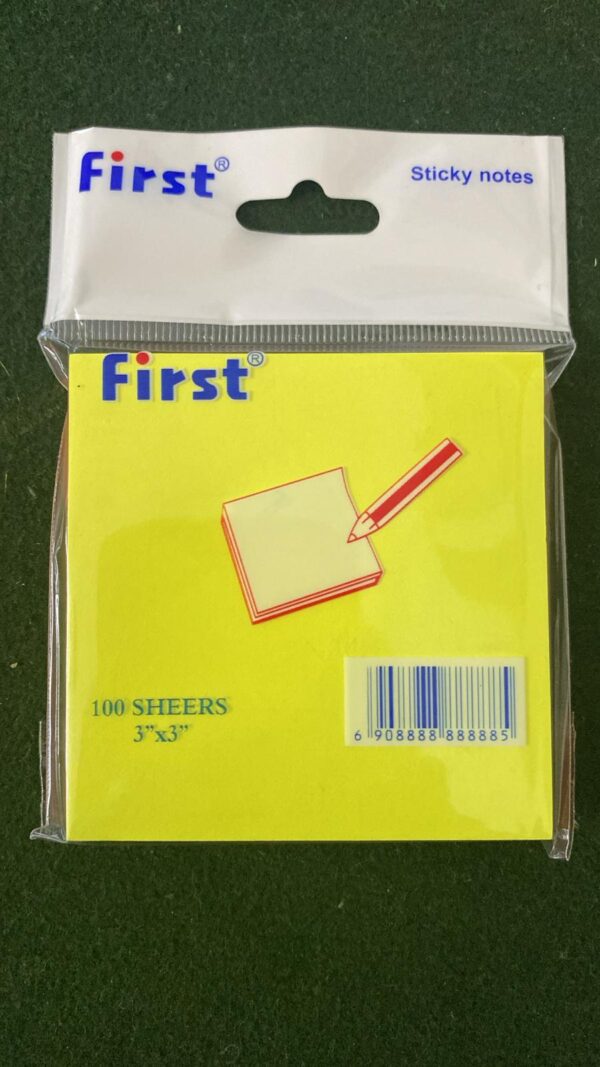 First®
Sticky notes
First®
100 SHEERS
3”x3”
6 908888 888885